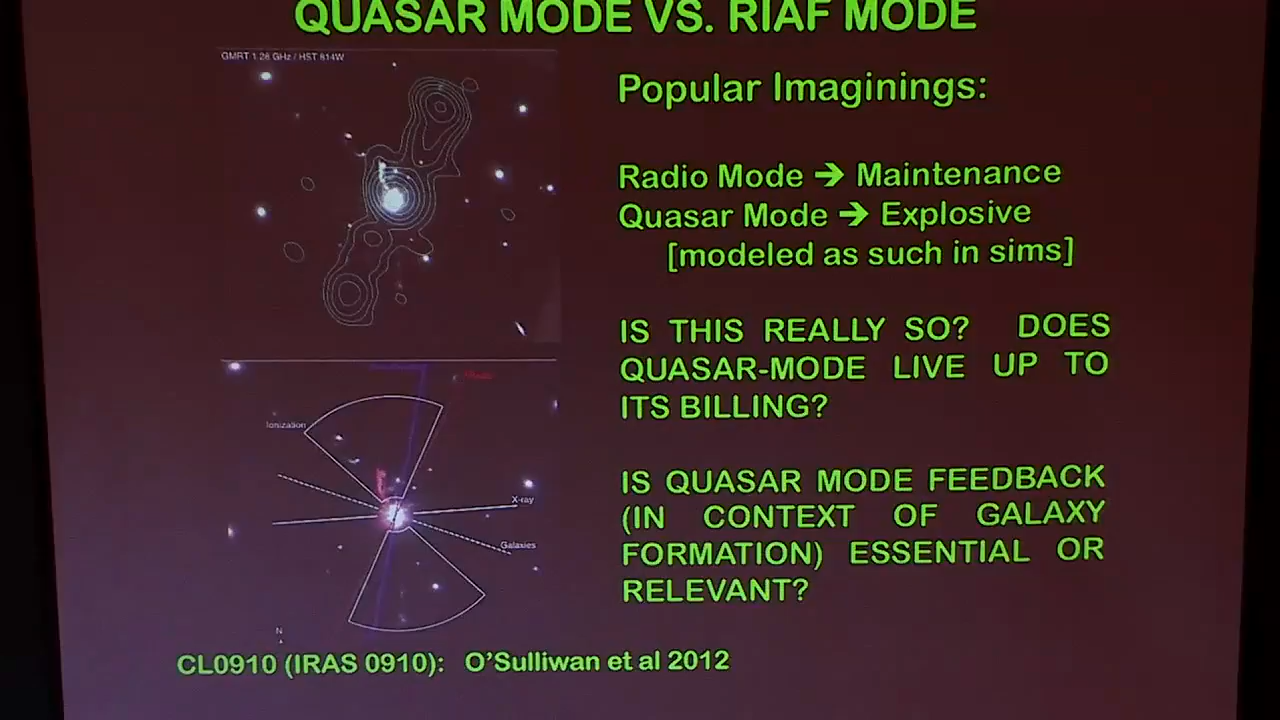 QUASAR MODE VS. RIAF MODE
GMRT 1.28 GHz / HST 814W
Popular Imaginings:
Radio Mode → Maintenance
Quasar Mode → Explosive
[modeled as such in sims]
IS THIS REALLY SO? DOES
QUASAR-MODE LIVE UP TO
ITS BILLING?
Ionization
X-ray
Galaxies
N
IS QUASAR MODE FEEDBACK
(IN CONTEXT OF GALAXY
FORMATION) ESSENTIAL OR
RELEVANT?
CL0910 (IRAS 0910): O'Sulliwan et al 2012